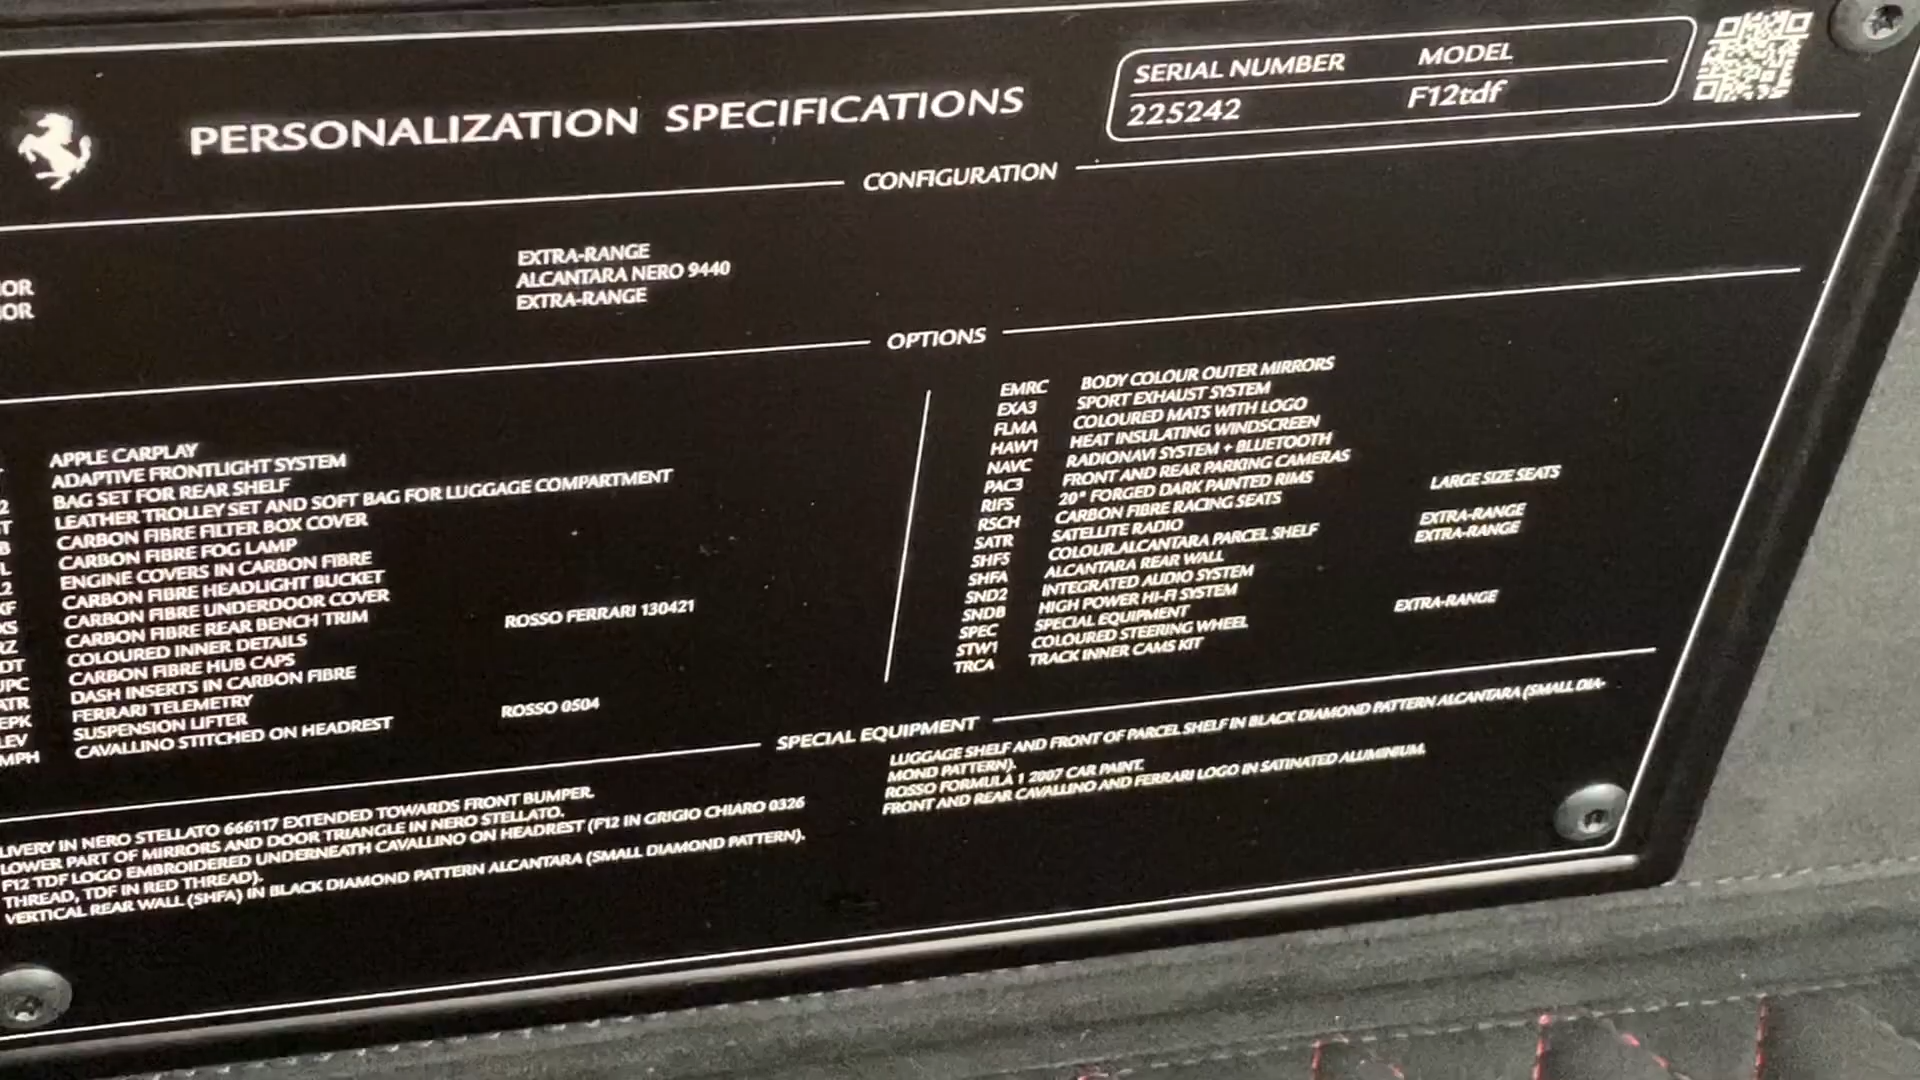 PERSONALIZATION SPECIFICATIONS
SERIAL NUMBER MODEL
225242 F12tdf
CONFIGURATION
EXTRA-RANGE
OR ALCANTARA NERO 9440
OR EXTRA-RANGE
OPTIONS
APPLE CARPLAY
ADAPTIVE FRONTLIGHT SYSTEM
2 BAG SET FOR REAR SHELF
T LEATHER TROLLEY SET AND SOFT BAG FOR LUGGAGE COMPARTMENT
B CARBON FIBRE FILTER BOX COVER
L CARBON FIBRE FOG LAMP
2 ENGINE COVERS IN CARBON FIBRE
KF CARBON FIBRE HEADLIGHT BUCKET
XS CARBON FIBRE UNDERDOOR COVER
RZ CARBON FIBRE REAR BENCH TRIM
DT COLOURED INNER DETAILS ROSSO FERRARI 130421
UPC CARBON FIBRE HUB CAPS
ATR DASH INSERTS IN CARBON FIBRE
EPK FERRARI TELEMETRY
LEV SUSPENSION LIFTER
MPH CAVALLINO STITCHED ON HEADREST ROSSO 0504
EMRC BODY COLOUR OUTER MIRRORS
EXA3 SPORT EXHAUST SYSTEM
FLMA COLOURED MATS WITH LOGO
HAW1 HEAT INSULATING WINDSCREEN
NAVC RADIONAVI SYSTEM + BLUETOOTH
PAC3 FRONT AND REAR PARKING CAMERAS
RIF5 20" FORGED DARK PAINTED RIMS
RSCH CARBON FIBRE RACING SEATS LARGE SIZE SEATS
SATR SATELLITE RADIO
SHF5 COLOUR.ALCANTARA PARCEL SHELF EXTRA-RANGE
SHFA ALCANTARA REAR WALL EXTRA-RANGE
SND2 INTEGRATED AUDIO SYSTEM
SNDB HIGH POWER HI-FI SYSTEM
SPEC SPECIAL EQUIPMENT
STW1 COLOURED STEERING WHEEL EXTRA-RANGE
TRCA TRACK INNER CAMS KIT
SPECIAL EQUIPMENT
LIVERY IN NERO STELLATO 666117 EXTENDED TOWARDS FRONT BUMPER.
LOWER PART OF MIRRORS AND DOOR TRIANGLE IN NERO STELLATO.
F12 TDF LOGO EMBROIDERED UNDERNEATH CAVALLINO ON HEADREST (F12 IN GRIGIO CHIARO 0326
THREAD, TDF IN RED THREAD).
VERTICAL REAR WALL (SHFA) IN BLACK DIAMOND PATTERN ALCANTARA (SMALL DIAMOND PATTERN).
LUGGAGE SHELF AND FRONT OF PARCEL SHELF IN BLACK DIAMOND PATTERN ALCANTARA (SMALL DIA-
MOND PATTERN).
ROSSO FORMULA 1 2007 CAR PAINT.
FRONT AND REAR CAVALLINO AND FERRARI LOGO IN SATINATED ALUMINIUM.